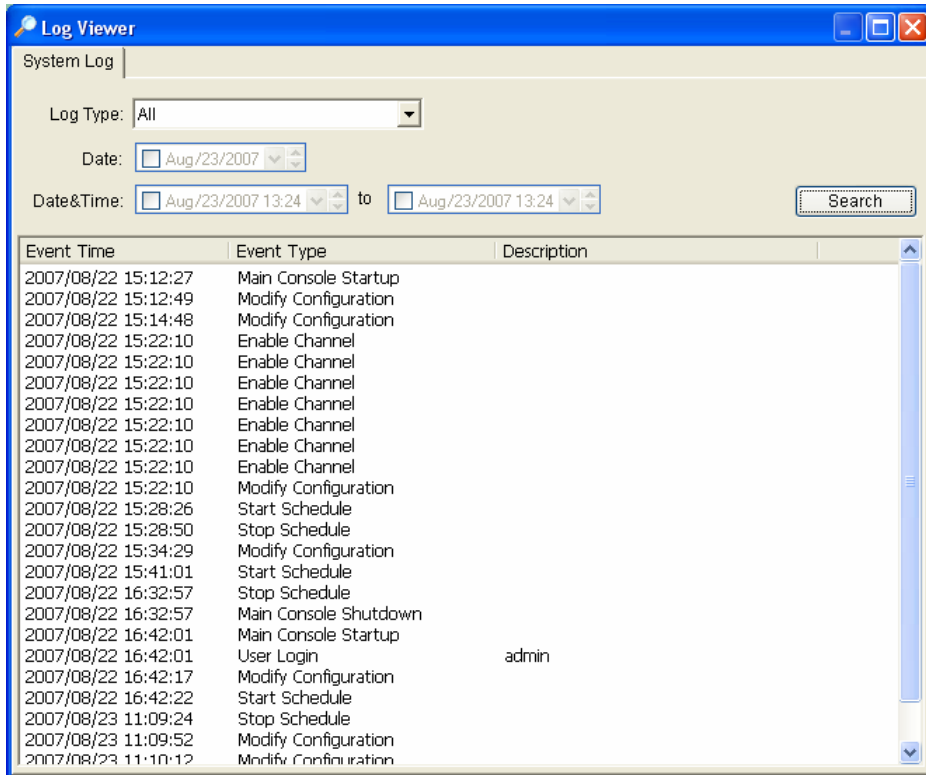 Log Viewer
System Log
Log Type: All
Date: Aug/23/2007
Date&Time: Aug/23/2007 13:24 to Aug/23/2007 13:24 Search
Event Time Event Type Description
2007/08/22 15:12:27 Main Console Startup
2007/08/22 15:12:49 Modify Configuration
2007/08/22 15:14:48 Modify Configuration
2007/08/22 15:22:10 Enable Channel
2007/08/22 15:22:10 Enable Channel
2007/08/22 15:22:10 Enable Channel
2007/08/22 15:22:10 Enable Channel
2007/08/22 15:22:10 Enable Channel
2007/08/22 15:22:10 Enable Channel
2007/08/22 15:22:10 Enable Channel
2007/08/22 15:22:10 Modify Configuration
2007/08/22 15:28:26 Start Schedule
2007/08/22 15:28:50 Stop Schedule
2007/08/22 15:34:29 Modify Configuration
2007/08/22 15:41:01 Start Schedule
2007/08/22 16:32:57 Stop Schedule
2007/08/22 16:32:57 Main Console Shutdown
2007/08/22 16:42:01 Main Console Startup
2007/08/22 16:42:01 User Login admin
2007/08/22 16:42:17 Modify Configuration
2007/08/22 16:42:22 Start Schedule
2007/08/23 11:09:24 Stop Schedule
2007/08/23 11:09:52 Modify Configuration
2007/08/23 11:10:12 Modify Configuration